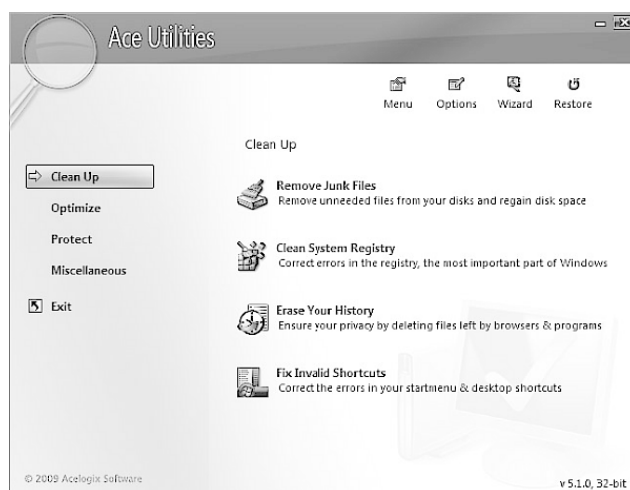 Ace Utilities
Menu Options Wizard Restore
Clean Up
Clean Up
Optimize
Protect
Miscellaneous
Exit
Remove Junk Files
Remove unneeded files from your disks and regain disk space
Clean System Registry
Correct errors in the registry, the most important part of Windows
Erase Your History
Ensure your privacy by deleting files left by browsers & programs
Fix Invalid Shortcuts
Correct the errors in your startmenu & desktop shortcuts
© 2009 Acelogix Software
v 5.1.0, 32-bit